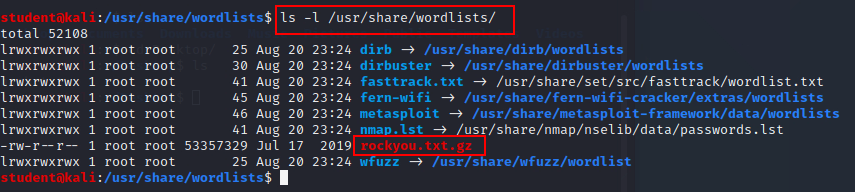 student@kali:/usr/share/wordlists$ ls -l /usr/share/wordlists/
total 52108
lrwxrwxrwx 1 root root       25 Aug 20 23:24 dirb -> /usr/share/dirb/wordlists
lrwxrwxrwx 1 root root       30 Aug 20 23:24 dirbuster -> /usr/share/dirbuster/wordlists
lrwxrwxrwx 1 root root       41 Aug 20 23:24 fasttrack.txt -> /usr/share/set/src/fasttrack/wordlist.txt
lrwxrwxrwx 1 root root       45 Aug 20 23:24 fern-wifi -> /usr/share/fern-wifi-cracker/extras/wordlists
lrwxrwxrwx 1 root root       46 Aug 20 23:24 metasploit -> /usr/share/metasploit-framework/data/wordlists
lrwxrwxrwx 1 root root       41 Aug 20 23:24 nmap.lst -> /usr/share/nmap/nselib/data/passwords.lst
-rw-r--r-- 1 root root 53357329 Jul 17  2019 rockyou.txt.gz
lrwxrwxrwx 1 root root       25 Aug 20 23:24 wfuzz -> /usr/share/wfuzz/wordlist
student@kali:/usr/share/wordlists$